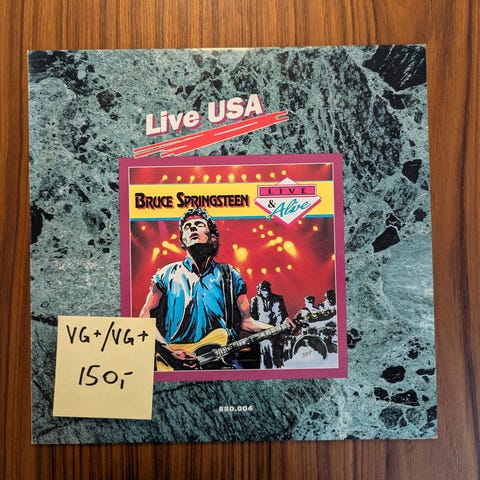 Live USA
BRUCE SPRINGSTEEN
LIVE
& Alive
VG+/VG+
150,-
880.004